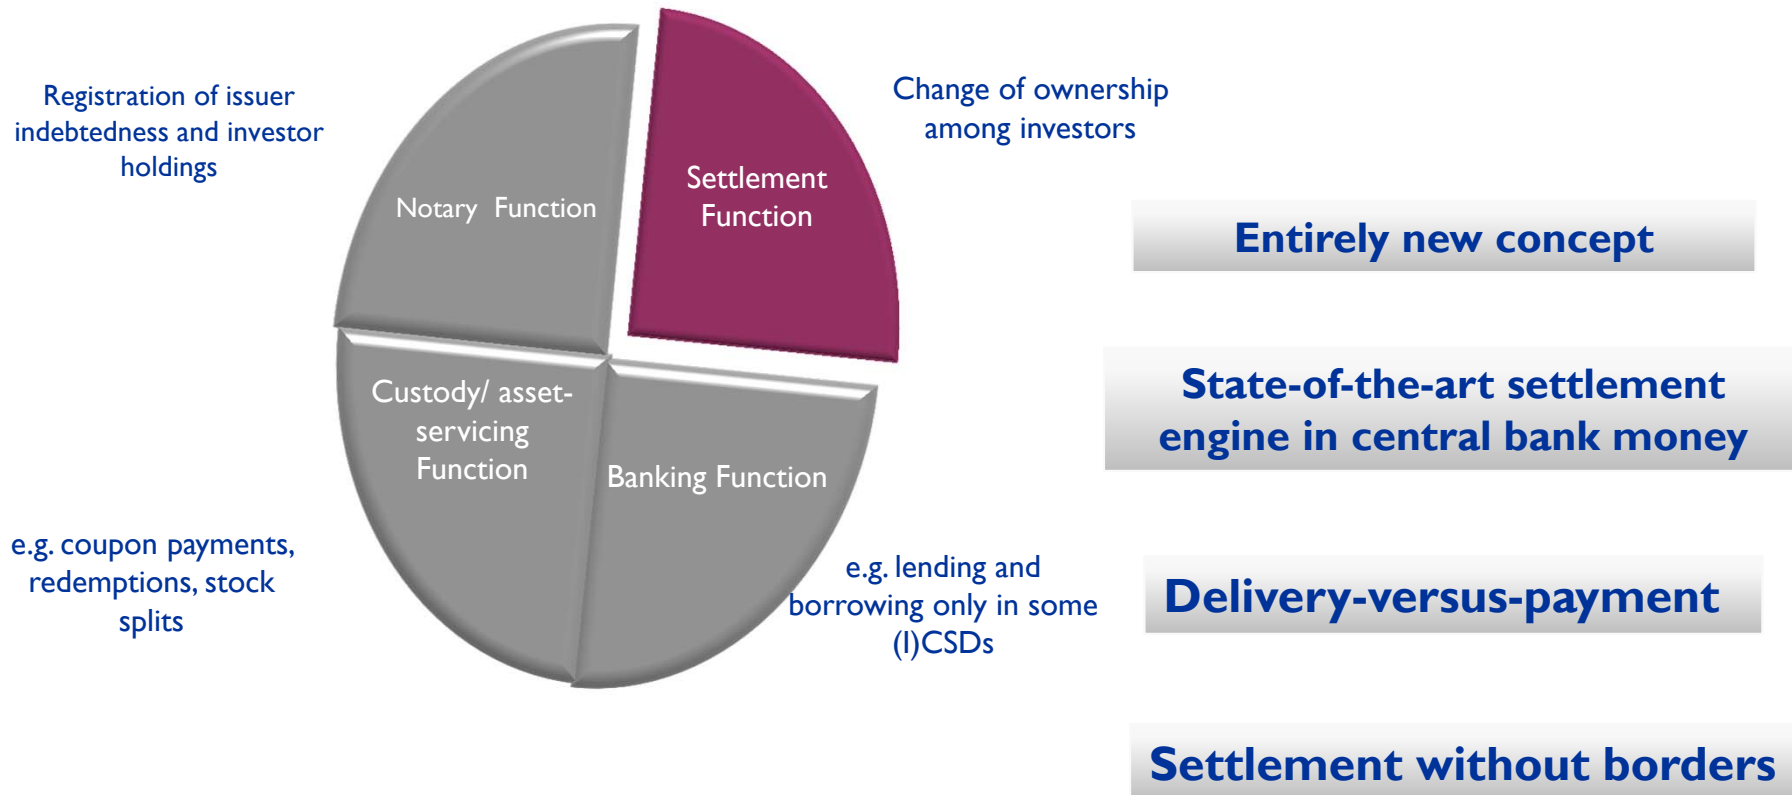 Registration of issuer
indebtedness and investor
holdings
Notary Function
Settlement
Function
Change of ownership
among investors
Custody/ asset-
servicing
Function
Banking Function
e.g. coupon payments,
redemptions, stock
splits
e.g. lending and
borrowing only in some
(I)CSDs
Entirely new concept
State-of-the-art settlement
engine in central bank money
Delivery-versus-payment
Settlement without borders